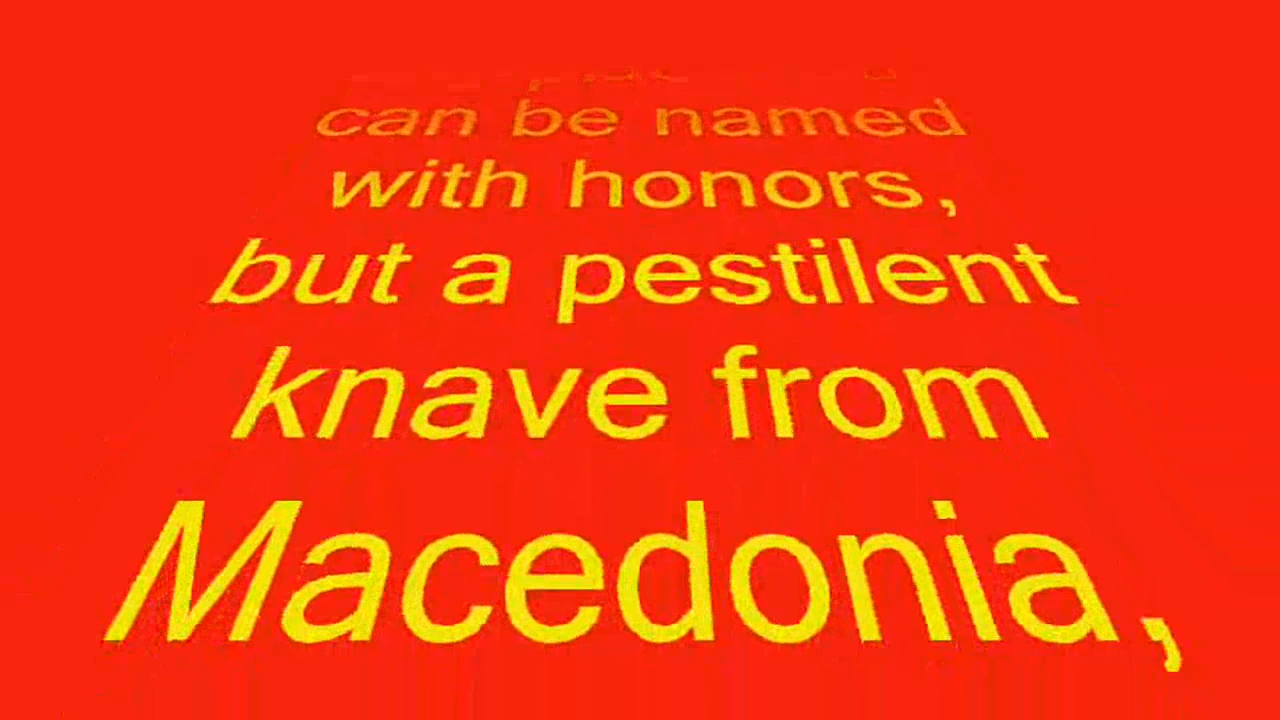 can be named
with honors,
but a pestilent
knave from
Macedonia,